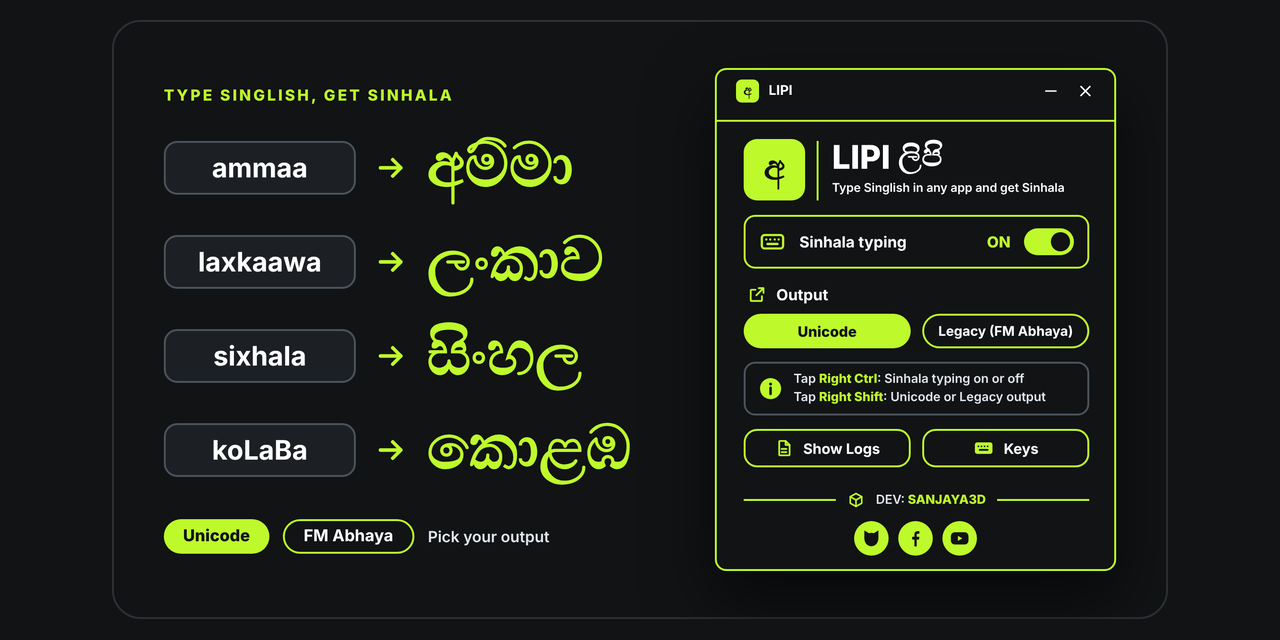 TYPE SINGLISH, GET SINHALA
ammaa → අම්මා
laxkaawa → ලංකාව
sixhala → සිංහල
koLaBa → කොළඹ
Unicode FM Abhaya Pick your output
අ LIPI
අ LIPI ලිපි
Type Singlish in any app and get Sinhala
Sinhala typing ON
Output
Unicode Legacy (FM Abhaya)
Tap Right Ctrl: Sinhala typing on or off
Tap Right Shift: Unicode or Legacy output
Show Logs Keys
DEV: SANJAYA3D